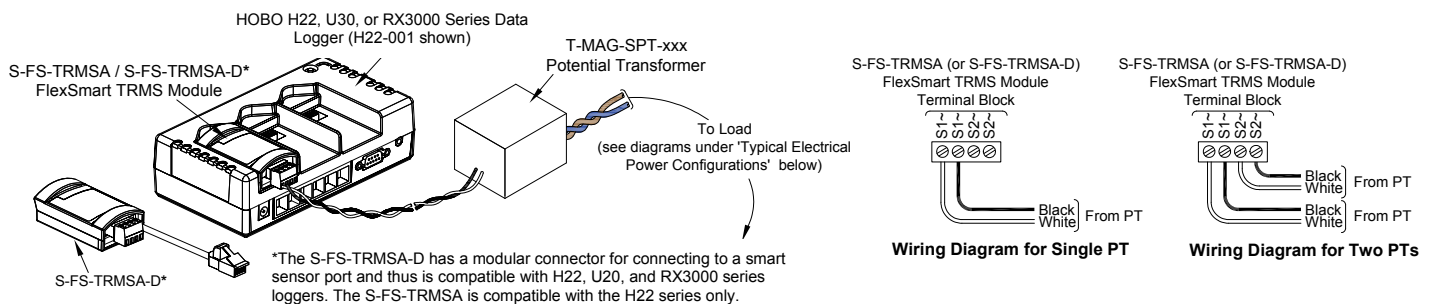 HOBO H22, U30, or RX3000 Series Data
Logger (H22-001 shown)
S-FS-TRMSA / S-FS-TRMSA-D*
FlexSmart TRMS Module
T-MAG-SPT-xxx
Potential Transformer
To Load
(see diagrams under 'Typical Electrical
Power Configurations' below)
S-FS-TRMSA-D*
*The S-FS-TRMSA-D has a modular connector for connecting to a smart
sensor port and thus is compatible with H22, U20, and RX3000 series
loggers. The S-FS-TRMSA is compatible with the H22 series only.
S-FS-TRMSA (or S-FS-TRMSA-D)
FlexSmart TRMS Module
Terminal Block
S1~
S1~
S2~
S2~
Black
White
From PT
Wiring Diagram for Single PT
S-FS-TRMSA (or S-FS-TRMSA-D)
FlexSmart TRMS Module
Terminal Block
S1~
S1~
S2~
S2~
Black
White
From PT
Black
White
From PT
Wiring Diagram for Two PTs